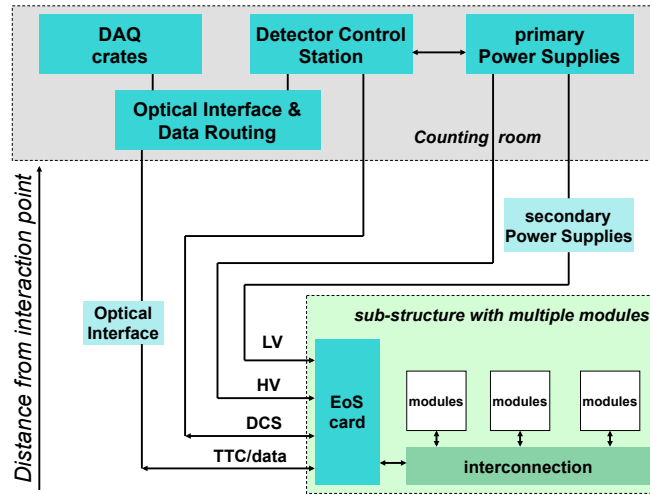 DAQ
crates
Detector Control
Station
primary
Power Supplies
Optical Interface &
Data Routing
Counting room
Distance from interaction point
secondary
Power Supplies
Optical
Interface
sub-structure with multiple modules
LV
HV
DCS
TTC/data
EoS
card
modules
modules
modules
interconnection